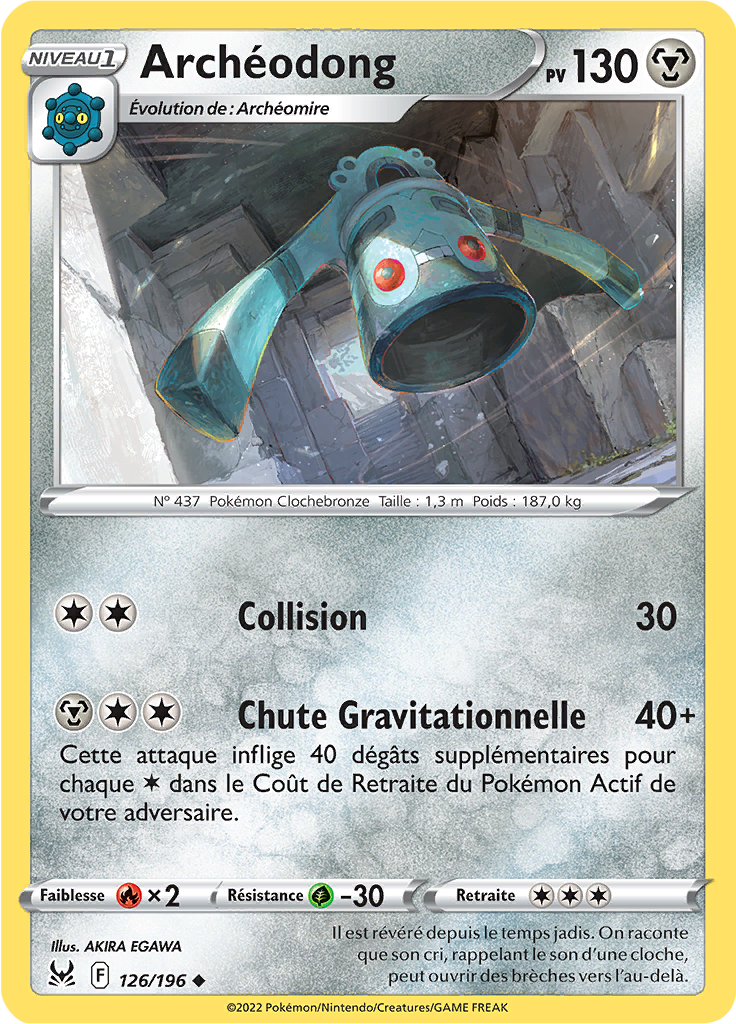 NIVEAU 1
Archéodong
PV 130
Évolution de : Archéomire
Nº 437 Pokémon Clochebronze Taille : 1,3 m Poids : 187,0 kg
Collision 30
Chute Gravitationnelle 40+
Cette attaque inflige 40 dégâts supplémentaires pour
chaque ✶ dans le Coût de Retraite du Pokémon Actif de
votre adversaire.
Faiblesse ×2 Résistance -30 Retraite
Illus. AKIRA EGAWA
Il est révéré depuis le temps jadis. On raconte
que son cri, rappelant le son d'une cloche,
peut ouvrir des brèches vers l'au-delà.
F 126/196 ◆
©2022 Pokémon/Nintendo/Creatures/GAME FREAK